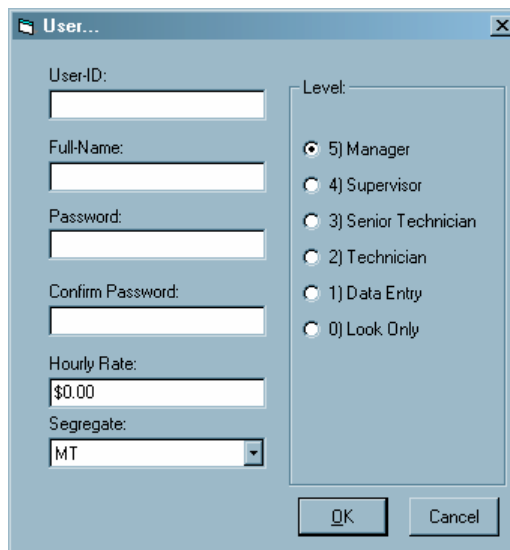 User...
User-ID:
Full-Name:
Password:
Confirm Password:
Hourly Rate:
$0.00
Segregate:
MT
Level:
5) Manager
4) Supervisor
3) Senior Technician
2) Technician
1) Data Entry
0) Look Only
OK
Cancel